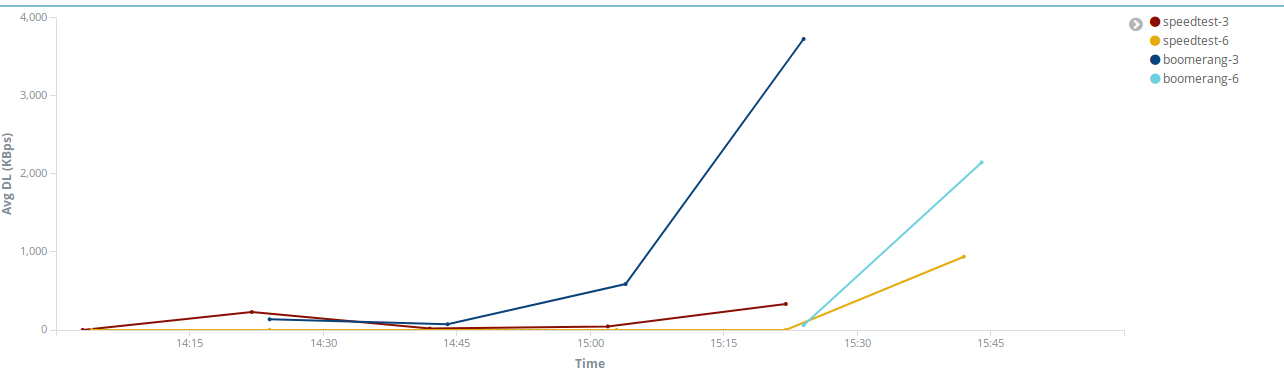 4,000
3,000
2,000
1,000
0
Avg DL (KBps)
14:15 14:30 14:45 15:00 15:15 15:30 15:45
Time
speedtest-3
speedtest-6
boomerang-3
boomerang-6